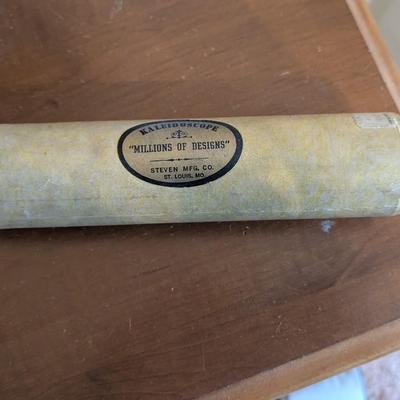 KALEIDOSCOPE
"MILLIONS OF DESIGNS"
STEVEN MFG. CO.
ST. LOUIS, MO.